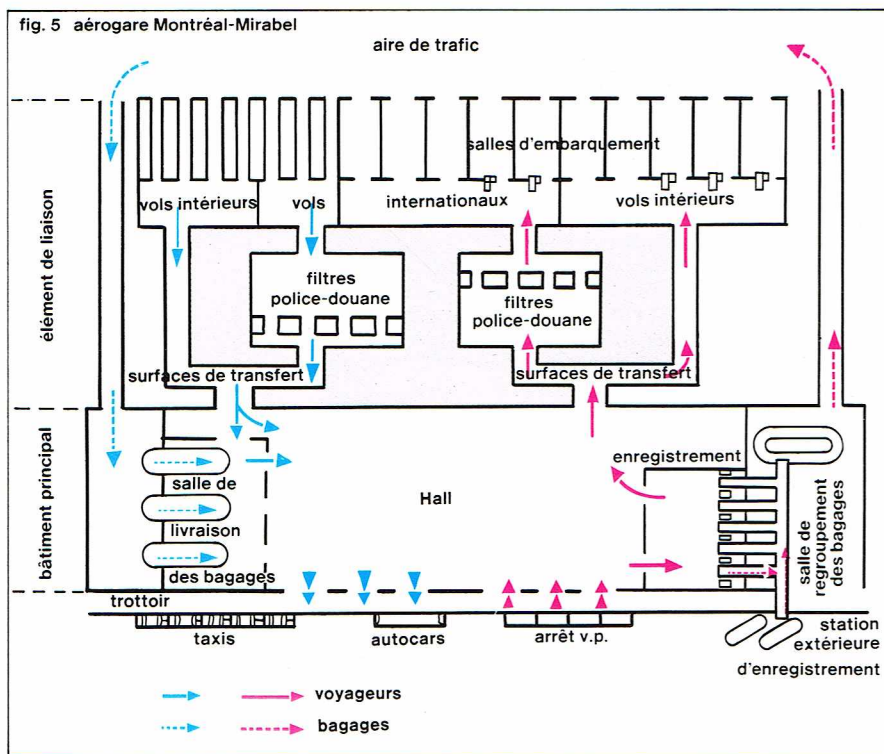 fig. 5 aérogare Montréal-Mirabel
aire de trafic
salles d'embarquement
vols intérieurs
vols
internationaux
vols intérieurs
élément de liaison
filtres
police-douane
filtres
police-douane
surfaces de transfert
surfaces de transfert
bâtiment principal
enregistrement
salle de
livraison
des bagages
Hall
salle de
regroupement
des bagages
trottoir
taxis
autocars
arrêt v.p.
station
extérieure
d'enregistrement
voyageurs
bagages